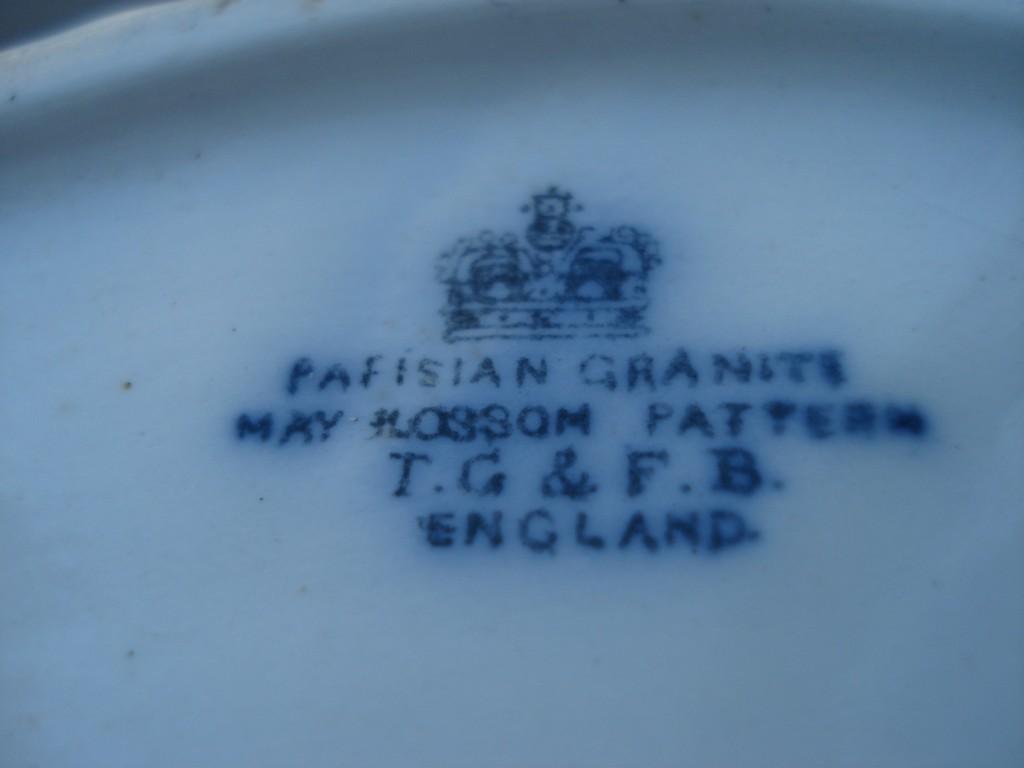 PARISIAN GRANITE
MAY BLOSSOM PATTERN
T.G & F.B.
ENGLAND.